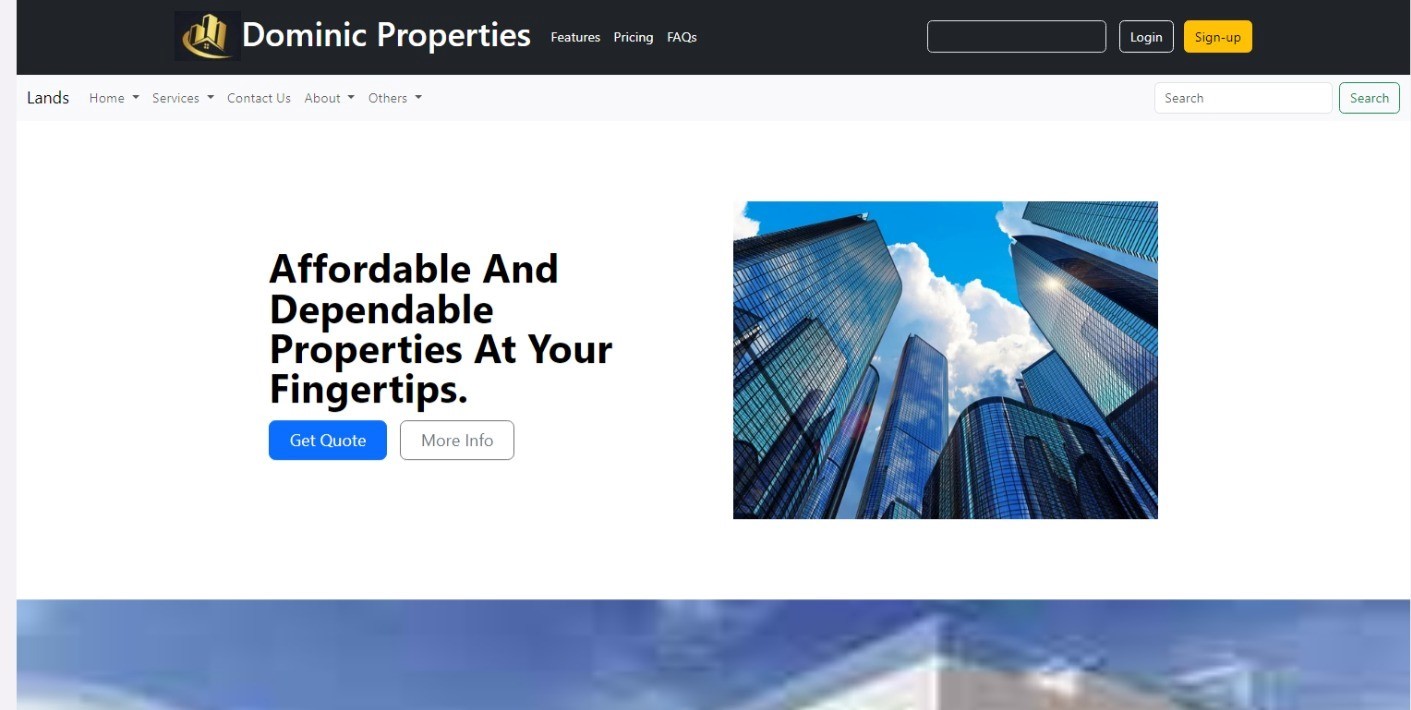 Dominic Properties Features Pricing FAQs Login Sign-up
Lands Home Services Contact Us About Others Search Search
Affordable And
Dependable
Properties At Your
Fingertips.
Get Quote More Info